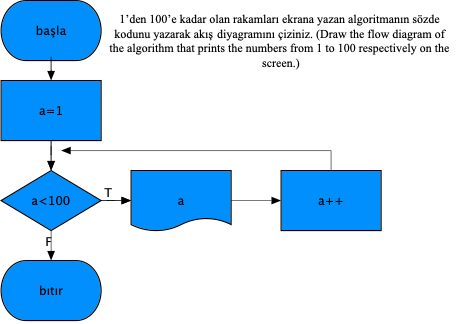 başla
1'den 100'e kadar olan rakamları ekrana yazan algoritmanın sözde
kodunu yazarak akış diyagramını çiziniz. (Draw the flow diagram of
the algorithm that prints the numbers from 1 to 100 respectively on the
screen.)
a=1
a<100
T
a
a++
F
bıtır